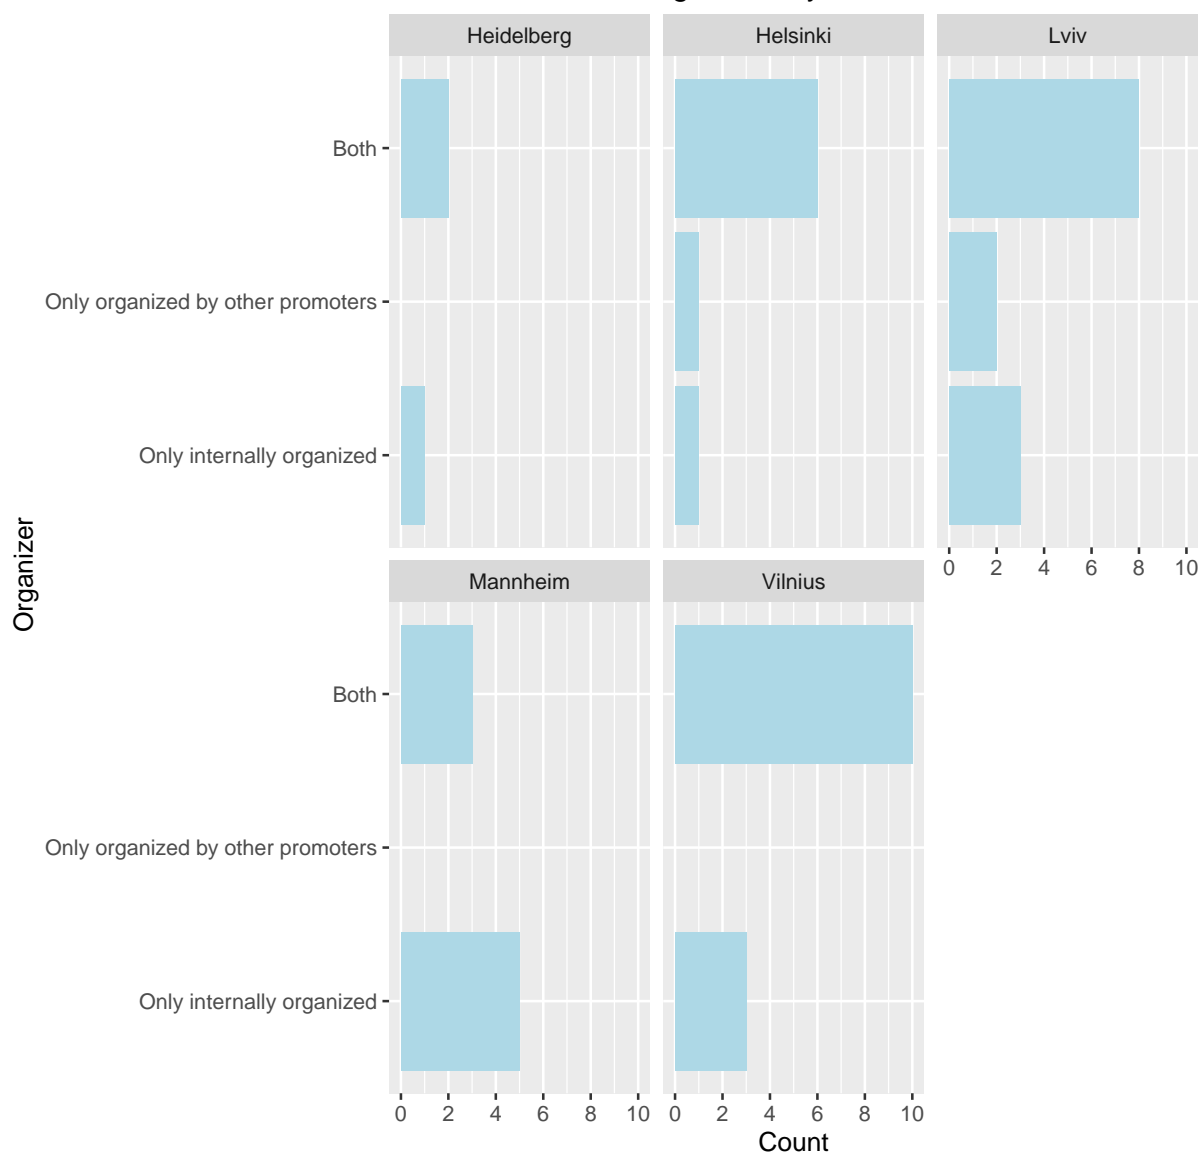 Heidelberg
Helsinki
Lviv
Both
Only organized by other promoters
Only internally organized
0 2 4 6 8 10
Organizer
Mannheim
Vilnius
Both
Only organized by other promoters
Only internally organized
0 2 4 6 8 10
0 2 4 6 8 10
Count